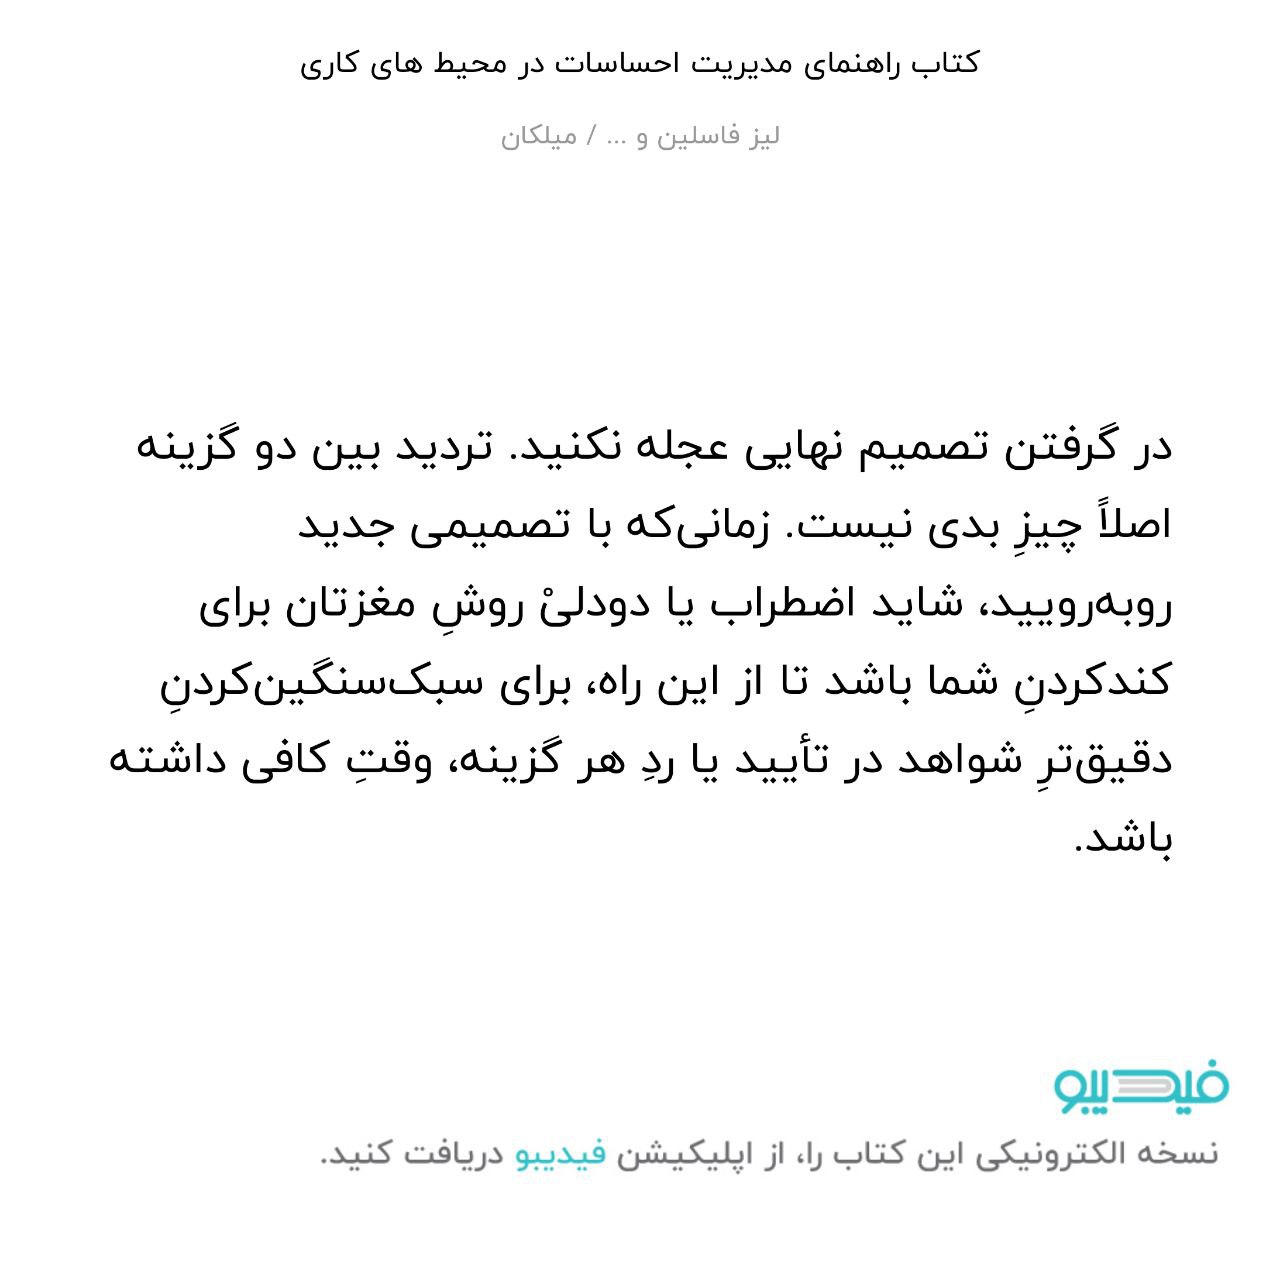 کتاب راهنمای مدیریت احساسات در محیط های کاری
لیز فاسلین و ... / میلکان
در گرفتن تصمیم نهایی عجله نکنید. تردید بین دو گزینه
اصلاً چیزِ بدی نیست. زمانی‌که با تصمیمی جدید
روبه‌رویید، شاید اضطراب یا دودلیْ روشِ مغزتان برای
کندکردنِ شما باشد تا از این راه، برای سبک‌سنگین‌کردنِ
دقیق‌ترِ شواهد در تأیید یا ردِ هر گزینه، وقتِ کافی داشته
باشد.
فیدیبو
نسخه الکترونیکی این کتاب را، از اپلیکیشن فیدیبو دریافت کنید.